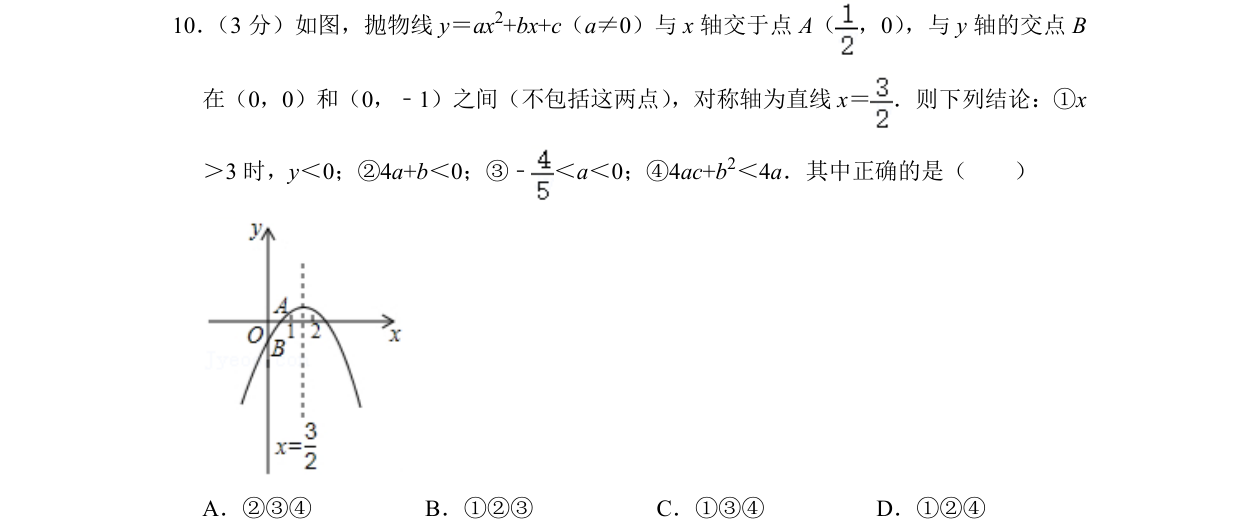 10.（3 分）如图，抛物线 y＝ax²+bx+c（a≠0）与 x 轴交于点 A（1/2，0），与 y 轴的交点 B
在（0，0）和（0，﹣1）之间（不包括这两点），对称轴为直线 x＝3/2．则下列结论：①x
＞3 时，y＜0；②4a+b＜0；③﹣4/5＜a＜0；④4ac+b²＜4a．其中正确的是（　　）
y
A
O 1 2 x
B
x=3/2
A．②③④ B．①②③ C．①③④ D．①②④